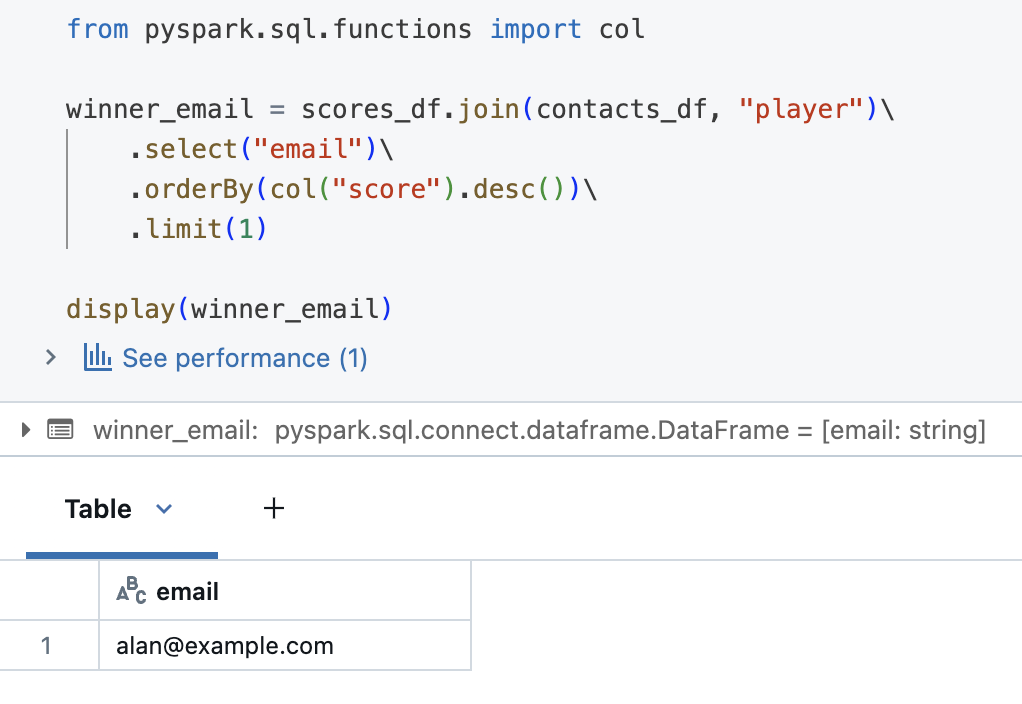 from pyspark.sql.functions import col
winner_email = scores_df.join(contacts_df, "player")\
.select("email")\
.orderBy(col("score").desc())\
.limit(1)
display(winner_email)
See performance (1)
winner_email: pyspark.sql.connect.dataframe.DataFrame = [email: string]
Table +
ABC email
1 alan@example.com